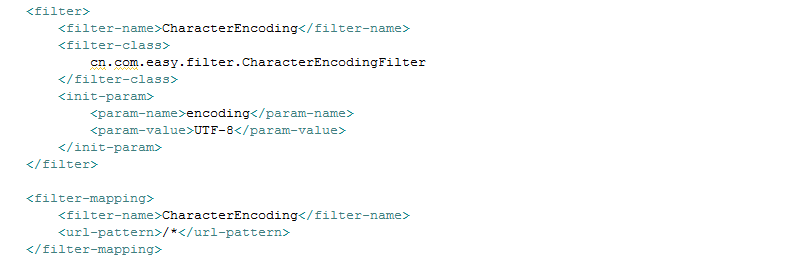 <filter>
    <filter-name>CharacterEncoding</filter-name>
    <filter-class>
        cn.com.easy.filter.CharacterEncodingFilter
    </filter-class>
    <init-param>
        <param-name>encoding</param-name>
        <param-value>UTF-8</param-value>
    </init-param>
</filter>

<filter-mapping>
    <filter-name>CharacterEncoding</filter-name>
    <url-pattern>/*</url-pattern>
</filter-mapping>